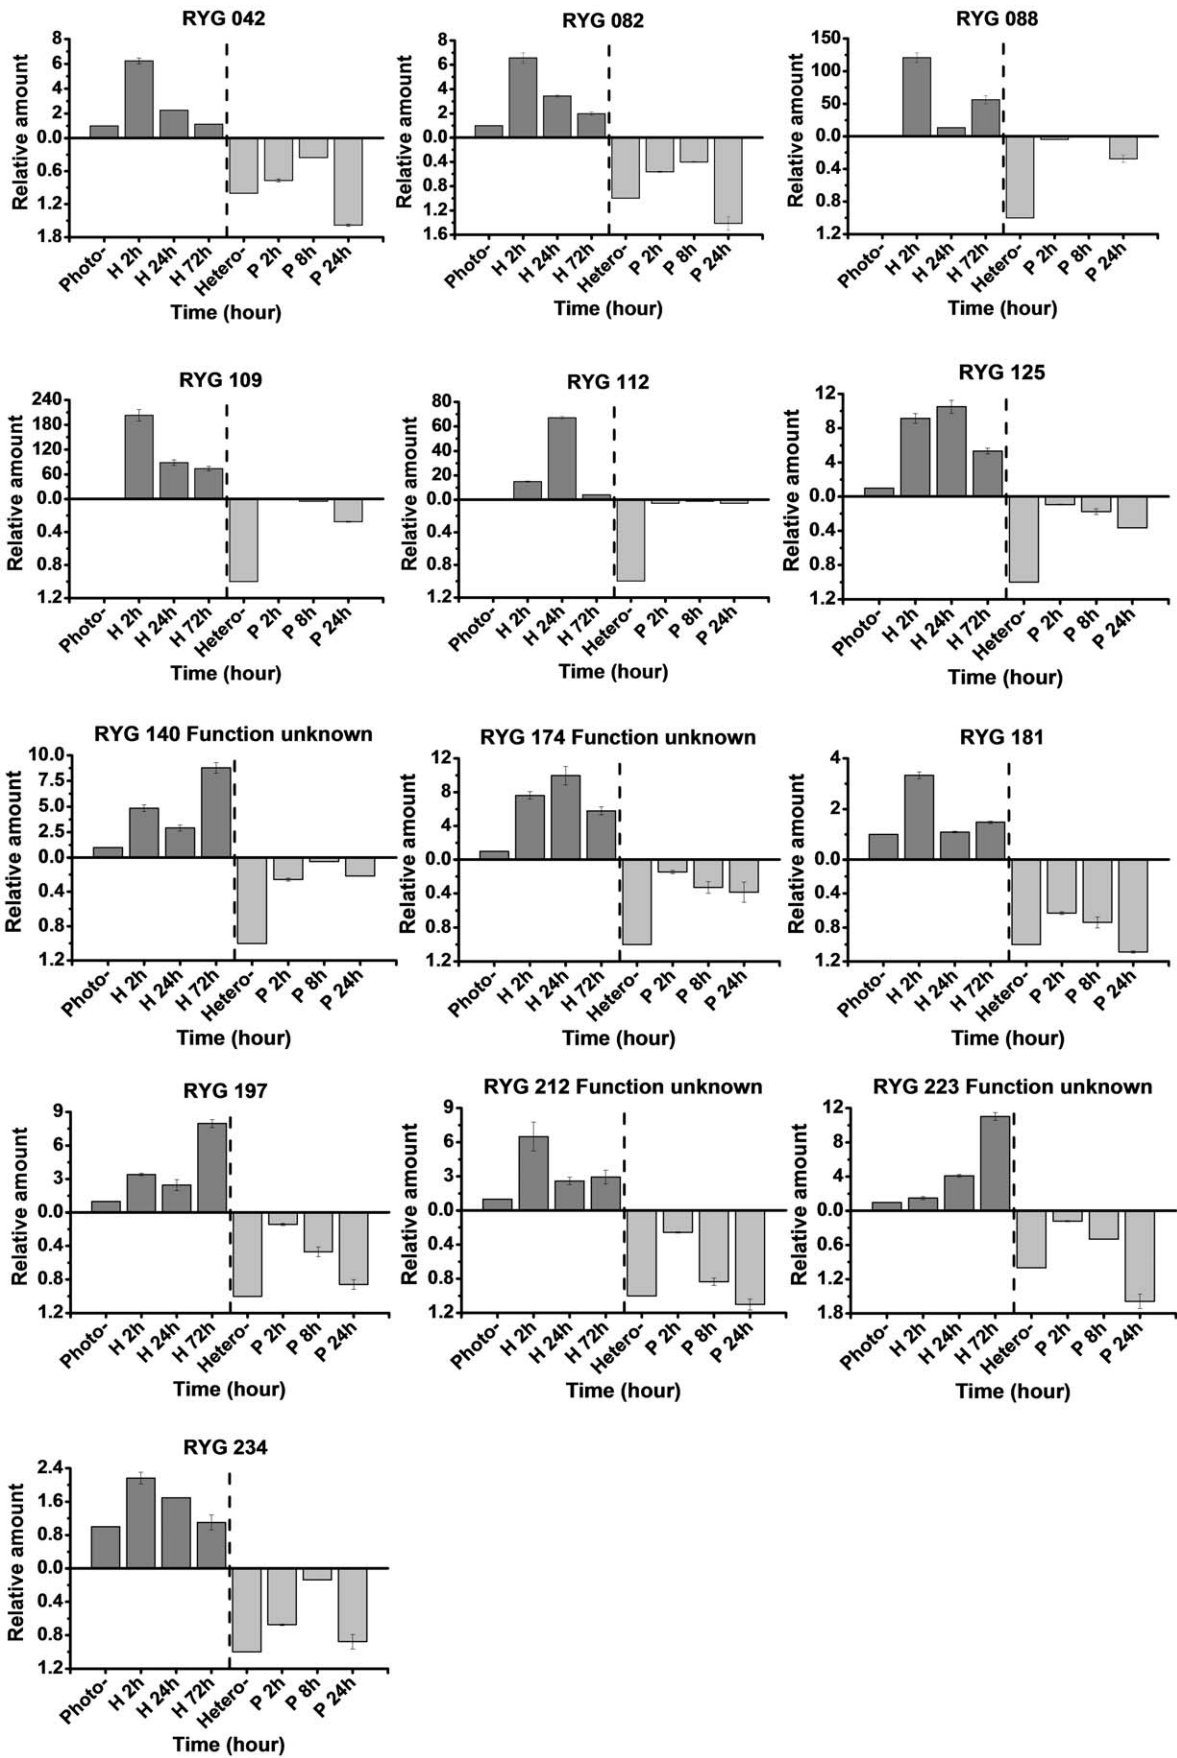 RYG 042
Relative amount
8
6
4
2
0.0
0.6
1.2
1.8
Photo- H 2h H 24h H 72h Hetero- P 2h P 8h P 24h
Time (hour)
RYG 082
Relative amount
8
6
4
2
0.0
0.4
0.8
1.2
1.6
Photo- H 2h H 24h H 72h Hetero- P 2h P 8h P 24h
Time (hour)
RYG 088
Relative amount
150
100
50
0.0
0.4
0.8
1.2
Photo- H 2h H 24h H 72h Hetero- P 2h P 8h P 24h
Time (hour)
RYG 109
Relative amount
240
180
120
60
0.0
0.4
0.8
1.2
Photo- H 2h H 24h H 72h Hetero- P 2h P 8h P 24h
Time (hour)
RYG 112
Relative amount
80
60
40
20
0.0
0.4
0.8
1.2
Photo- H 2h H 24h H 72h Hetero- P 2h P 8h P 24h
Time (hour)
RYG 125
Relative amount
12
8
4
0.0
0.4
0.8
1.2
Photo- H 2h H 24h H 72h Hetero- P 2h P 8h P 24h
Time (hour)
RYG 140 Function unknown
Relative amount
10.0
7.5
5.0
2.5
0.0
0.4
0.8
1.2
Photo- H 2h H 24h H 72h Hetero- P 2h P 8h P 24h
Time (hour)
RYG 174 Function unknown
Relative amount
12
8
4
0.0
0.4
0.8
1.2
Photo- H 2h H 24h H 72h Hetero- P 2h P 8h P 24h
Time (hour)
RYG 181
Relative amount
4
2
0.0
0.4
0.8
1.2
Photo- H 2h H 24h H 72h Hetero- P 2h P 8h P 24h
Time (hour)
RYG 197
Relative amount
9
6
3
0.0
0.4
0.8
1.2
Photo- H 2h H 24h H 72h Hetero- P 2h P 8h P 24h
Time (hour)
RYG 212 Function unknown
Relative amount
9
6
3
0.0
0.4
0.8
1.2
Photo- H 2h H 24h H 72h Hetero- P 2h P 8h P 24h
Time (hour)
RYG 223 Function unknown
Relative amount
12
8
4
0.0
0.6
1.2
1.8
Photo- H 2h H 24h H 72h Hetero- P 2h P 8h P 24h
Time (hour)
RYG 234
Relative amount
2.4
1.6
0.8
0.0
0.4
0.8
1.2
Photo- H 2h H 24h H 72h Hetero- P 2h P 8h P 24h
Time (hour)